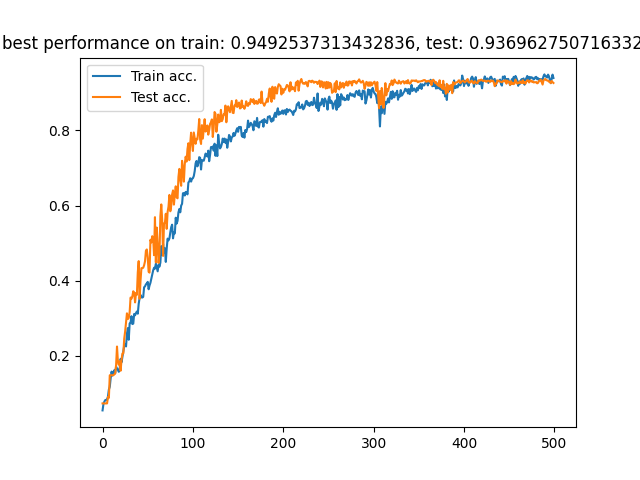 best performance on train: 0.9492537313432836, test: 0.936962750716332
Train acc.
Test acc.
0.8
0.6
0.4
0.2
0 100 200 300 400 500